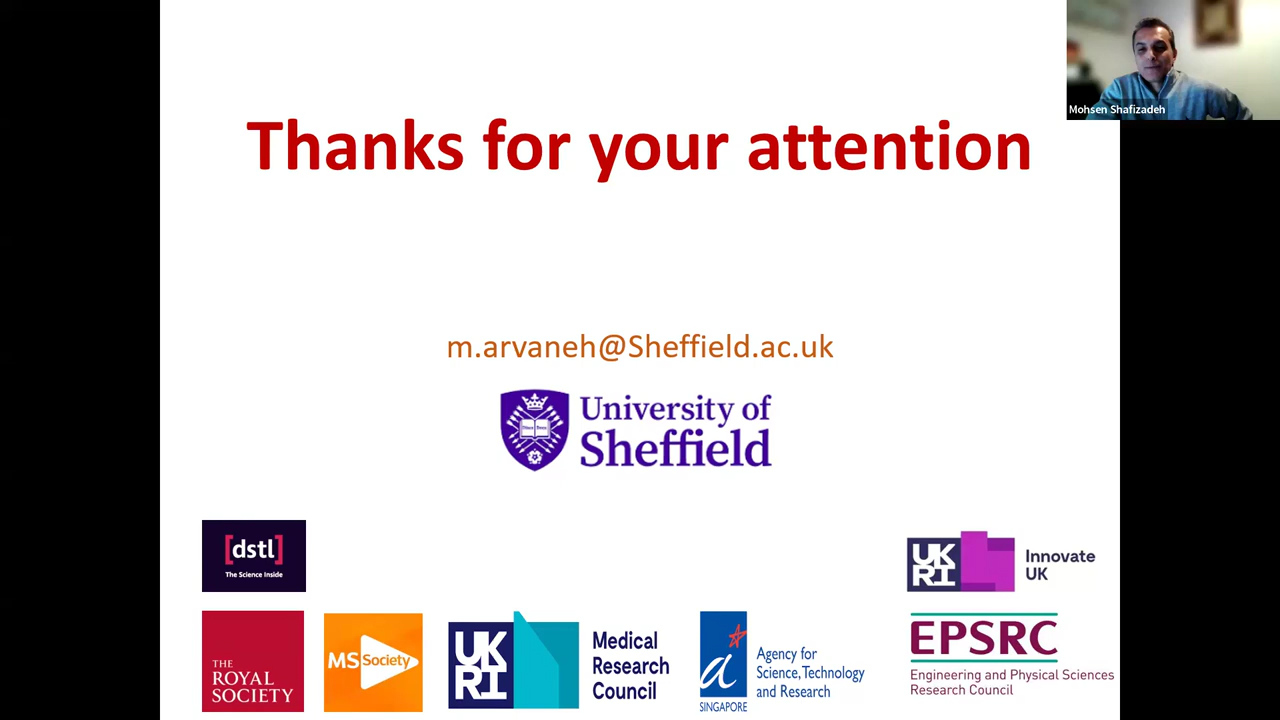 Mohsen Shafizadeh
Thanks for your attention
m.arvaneh@Sheffield.ac.uk
University of
Sheffield
[dstl]
The Science Inside
UK
RI
Innovate
UK
THE
ROYAL
SOCIETY
MS Society
UK
RI
Medical
Research
Council
SINGAPORE
Agency for
Science, Technology
and Research
EPSRC
Engineering and Physical Sciences
Research Council